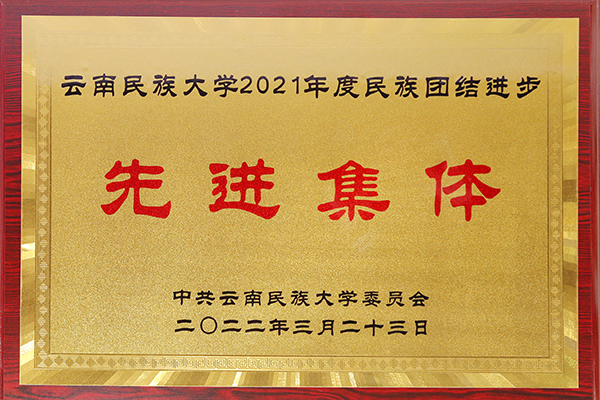 云南民族大学2021年度民族团结进步
先进集体
中共云南民族大学委员会
二〇二二年三月二十三日